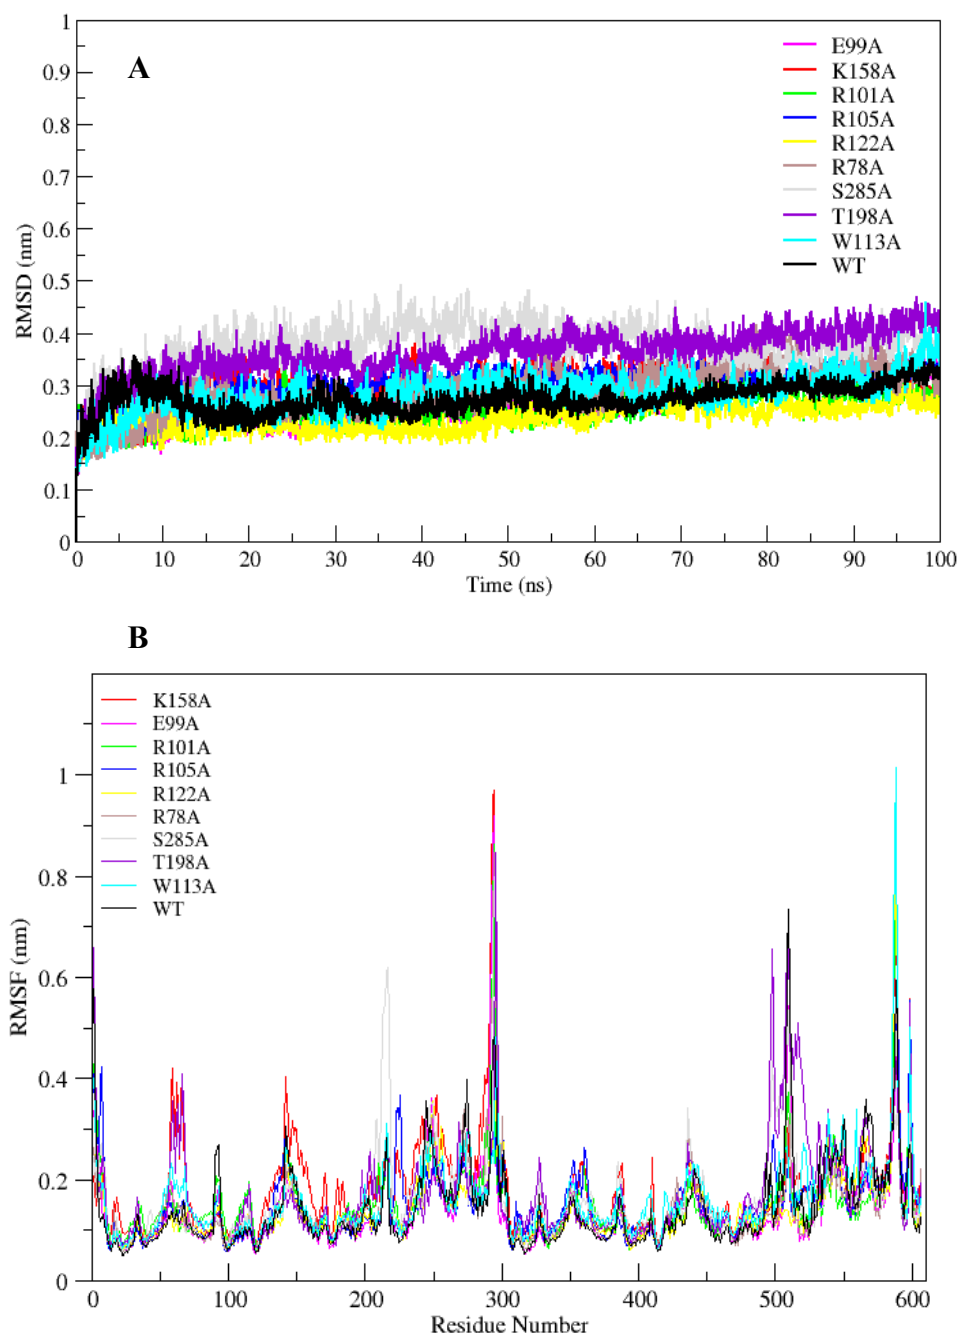 A
1
0.9
0.8
0.7
0.6
0.5
0.4
0.3
0.2
0.1
0
RMSD (nm)
E99A
K158A
R101A
R105A
R122A
R78A
S285A
T198A
W113A
WT
0 10 20 30 40 50 60 70 80 90 100
Time (ns)
B
1
0.8
0.6
0.4
0.2
0
RMSF (nm)
K158A
E99A
R101A
R105A
R122A
R78A
S285A
T198A
W113A
WT
0 100 200 300 400 500 600
Residue Number